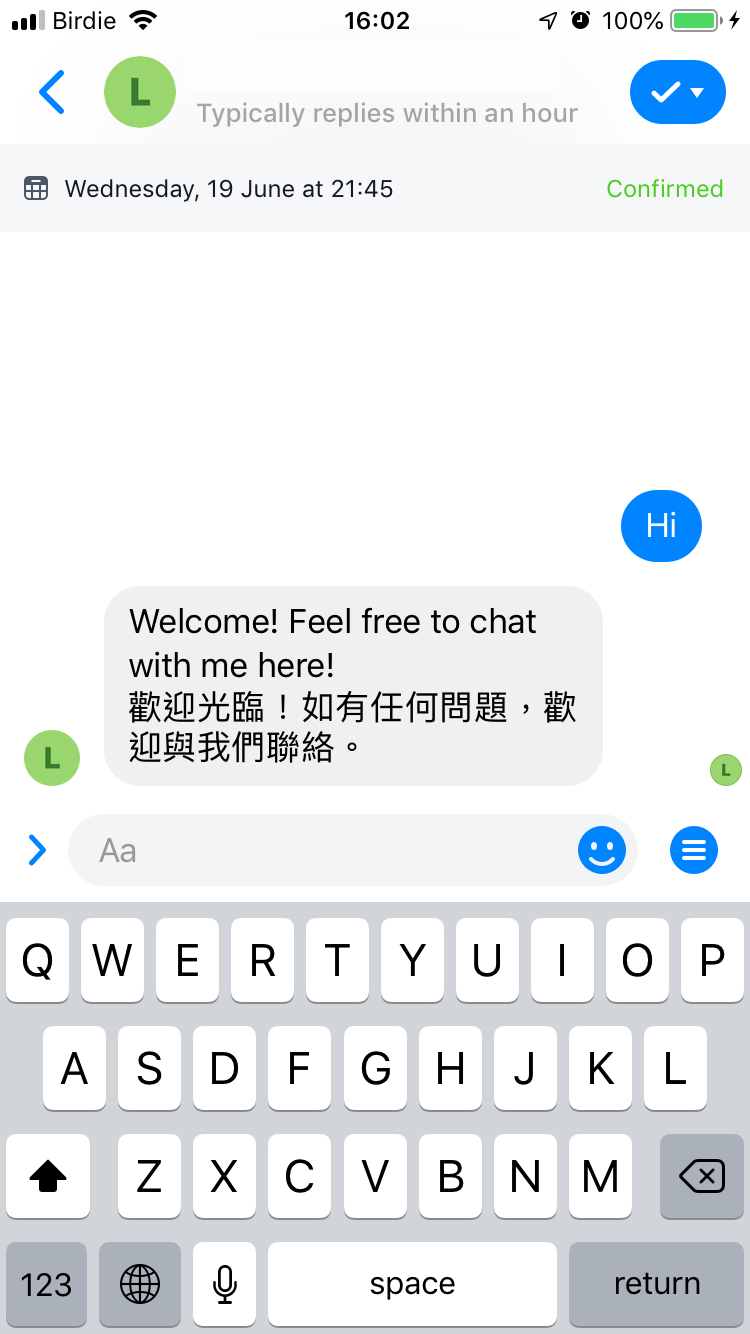 Birdie 16:02 100%
L
Typically replies within an hour
Wednesday, 19 June at 21:45 Confirmed
Hi
Welcome! Feel free to chat
with me here!
歡迎光臨！如有任何問題，歡
迎與我們聯絡。
L
L
Aa
Q W E R T Y U I O P
A S D F G H J K L
Z X C V B N M
123 space return